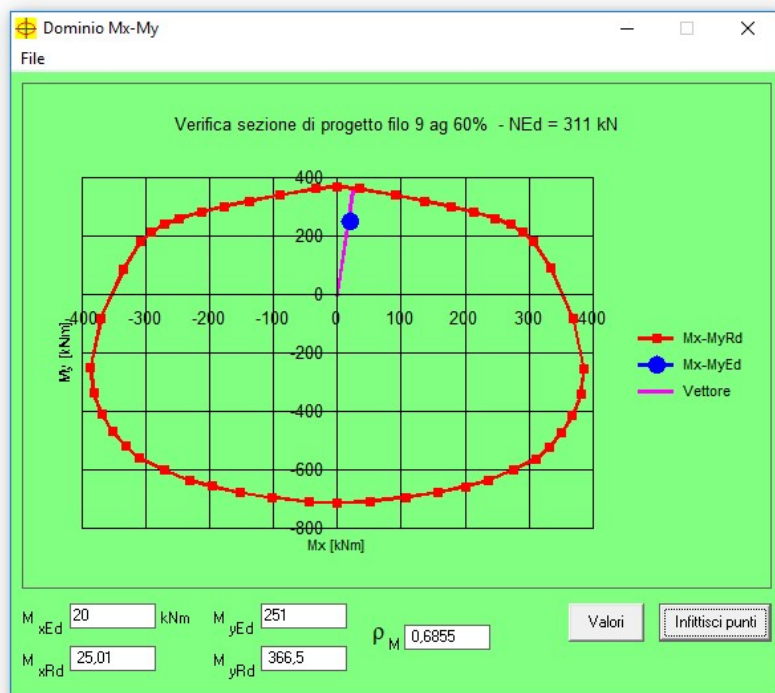 Dominio Mx-My
File
Verifica sezione di progetto filo 9 ag 60% - NEd = 311 kN
400
200
0
-400 -300 -200 -100 0 100 200 300 400
-200
-400
-600
-800
My [kNm]
Mx [kNm]
Mx-MyRd
Mx-MyEd
Vettore
M xEd 20 kNm M yEd 251
M xRd 25,01 M yRd 366,5
ρ M 0,6855
Valori Infittisci punti